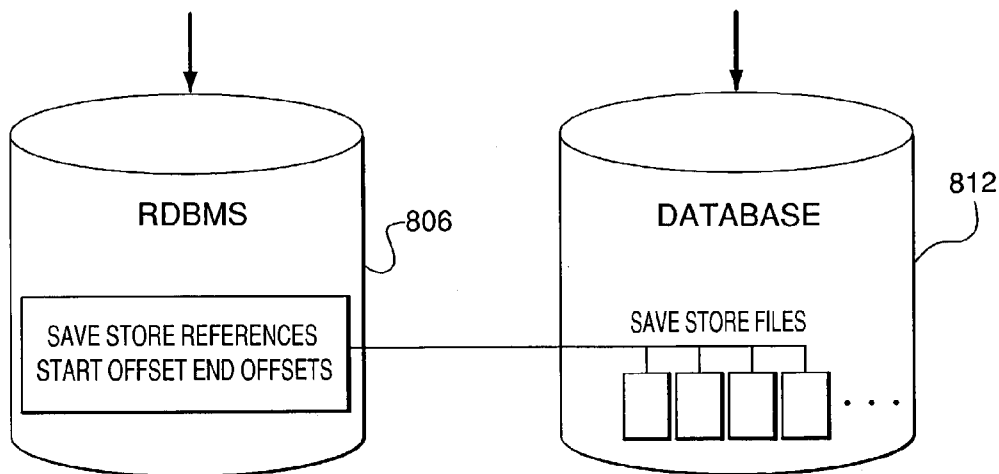 RDBMS
806
SAVE STORE REFERENCES
START OFFSET END OFFSETS
DATABASE
812
SAVE STORE FILES
. . .